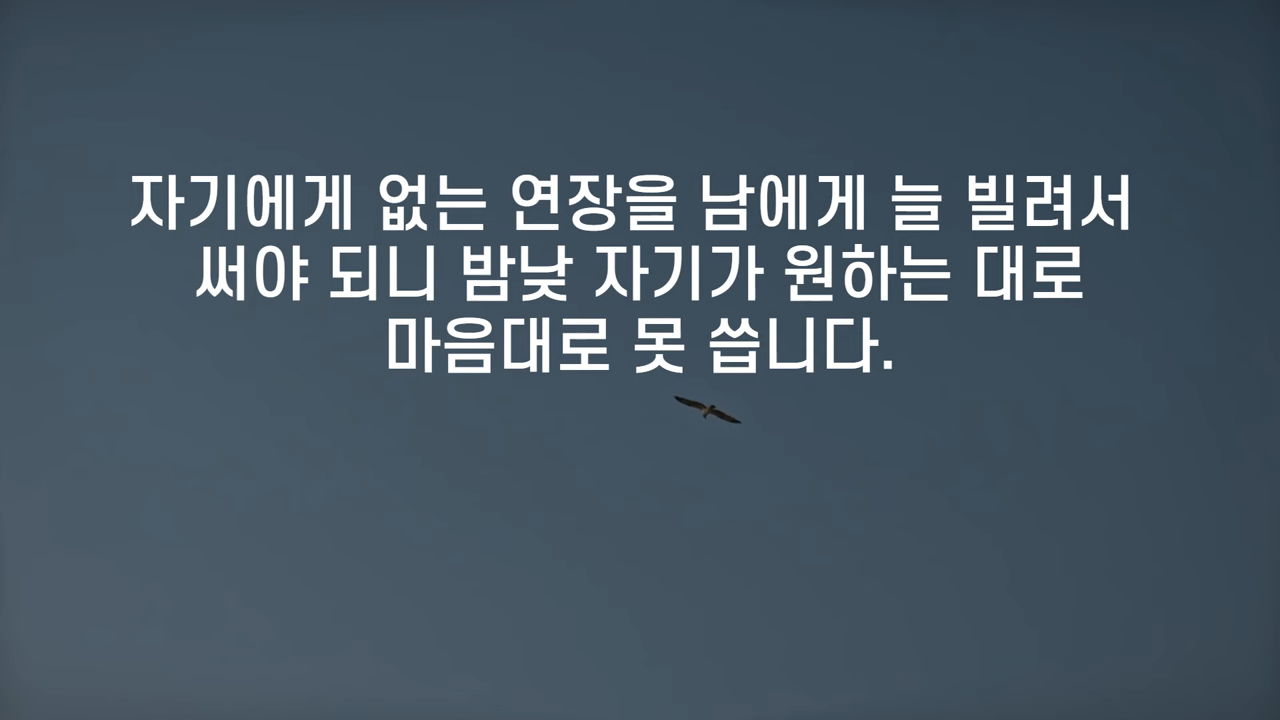 자기에게 없는 연장을 남에게 늘 빌려서
써야 되니 밤낮 자기가 원하는 대로
마음대로 못 씁니다.